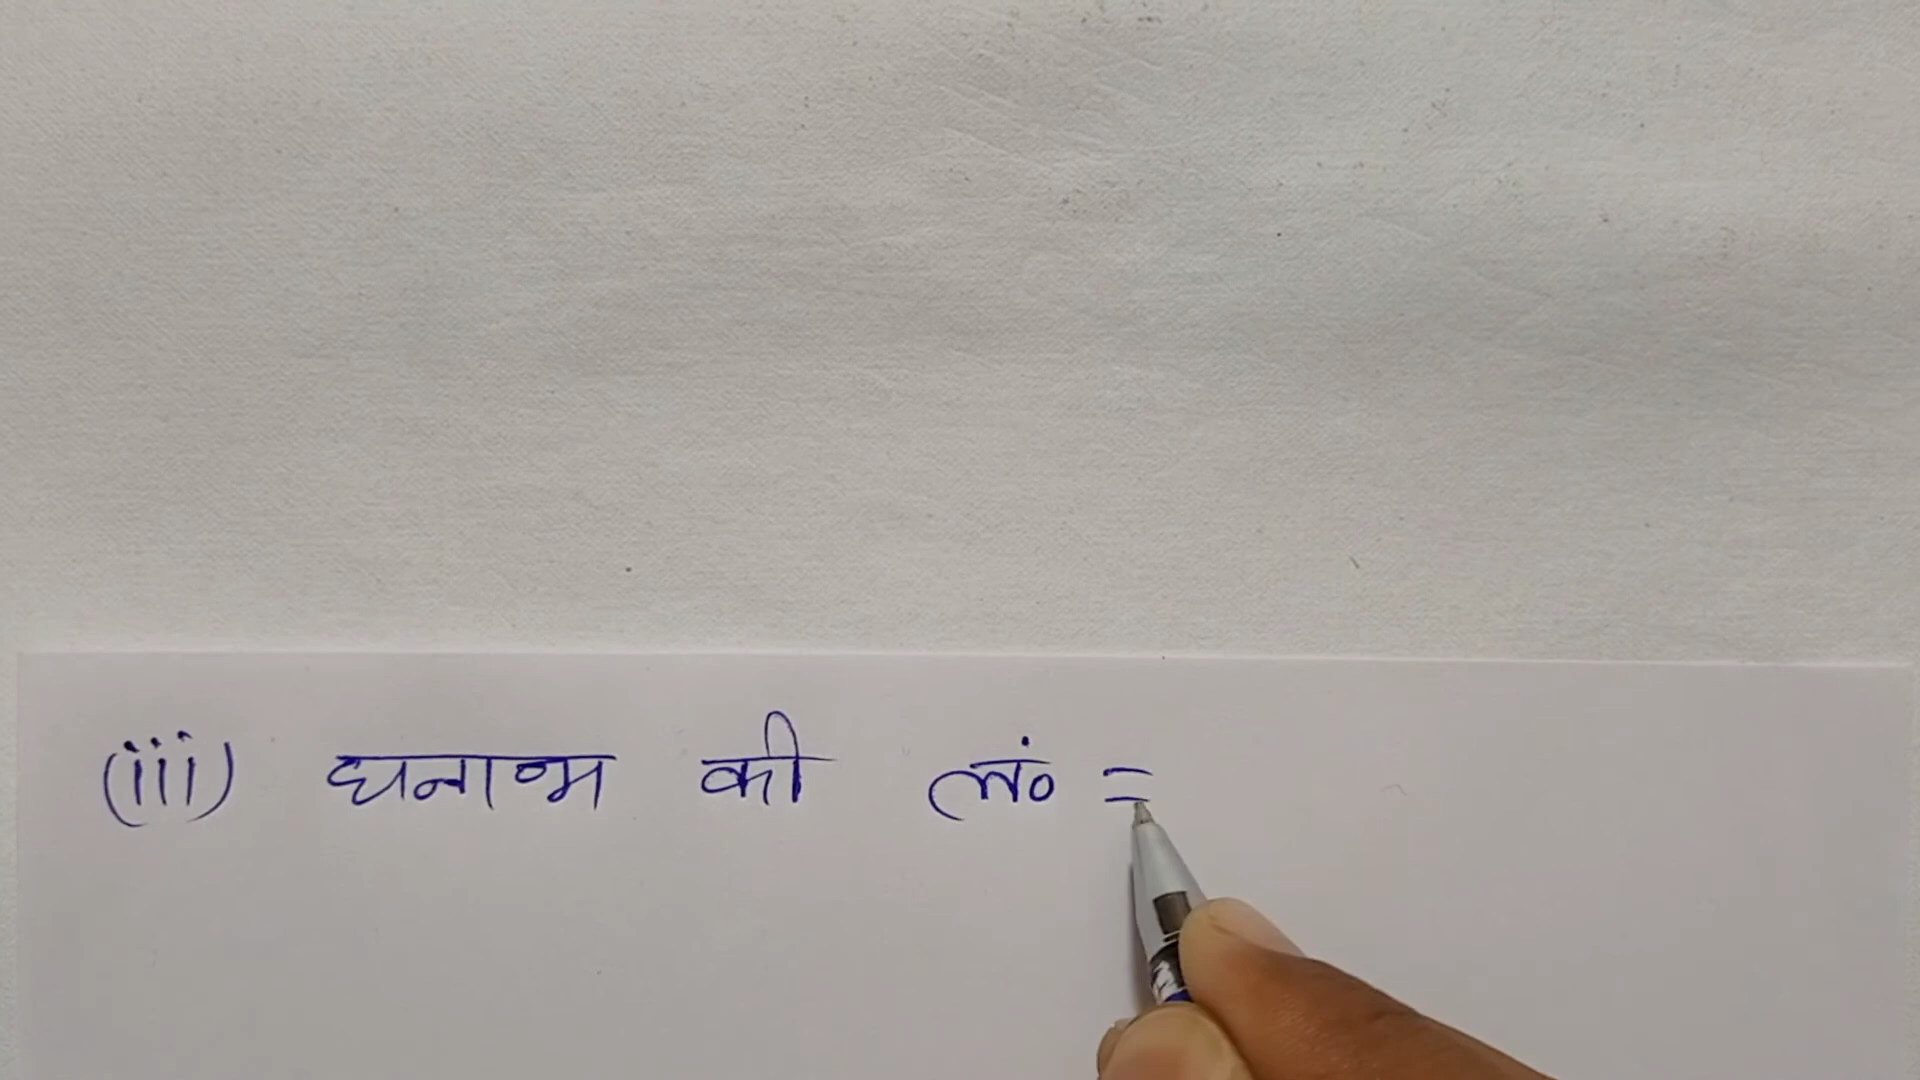 (iii) घनाभ की लं० =